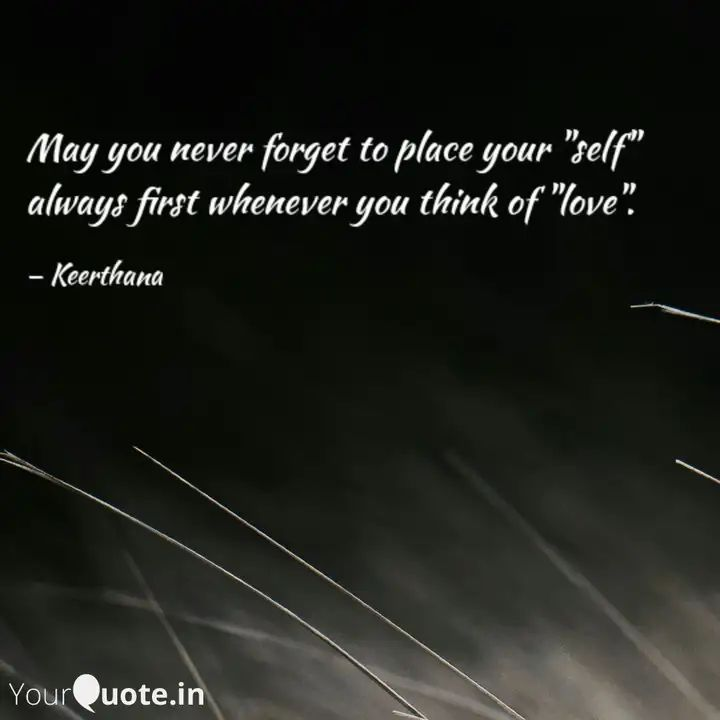 May you never forget to place your "self"
always first whenever you think of "love".
– Keerthana
YourQuote.in